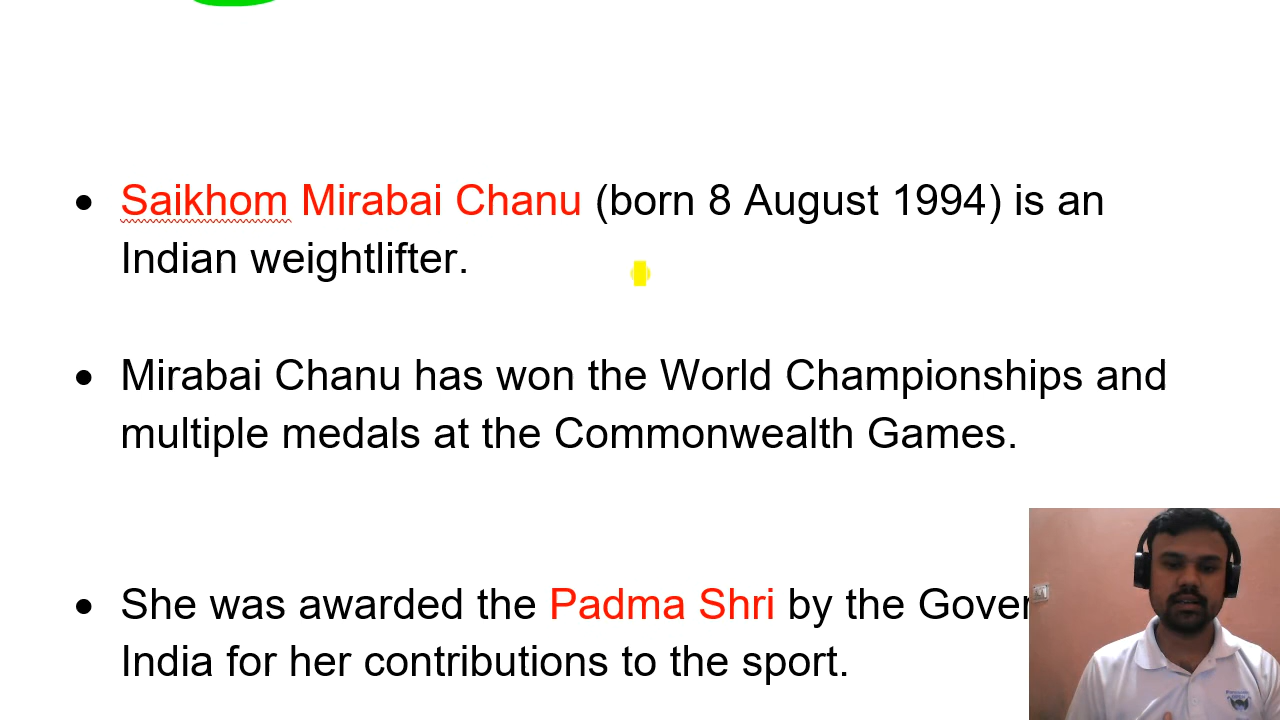 • Saikhom Mirabai Chanu (born 8 August 1994) is an
Indian weightlifter.
• Mirabai Chanu has won the World Championships and
multiple medals at the Commonwealth Games.
• She was awarded the Padma Shri by the Gover
India for her contributions to the sport.